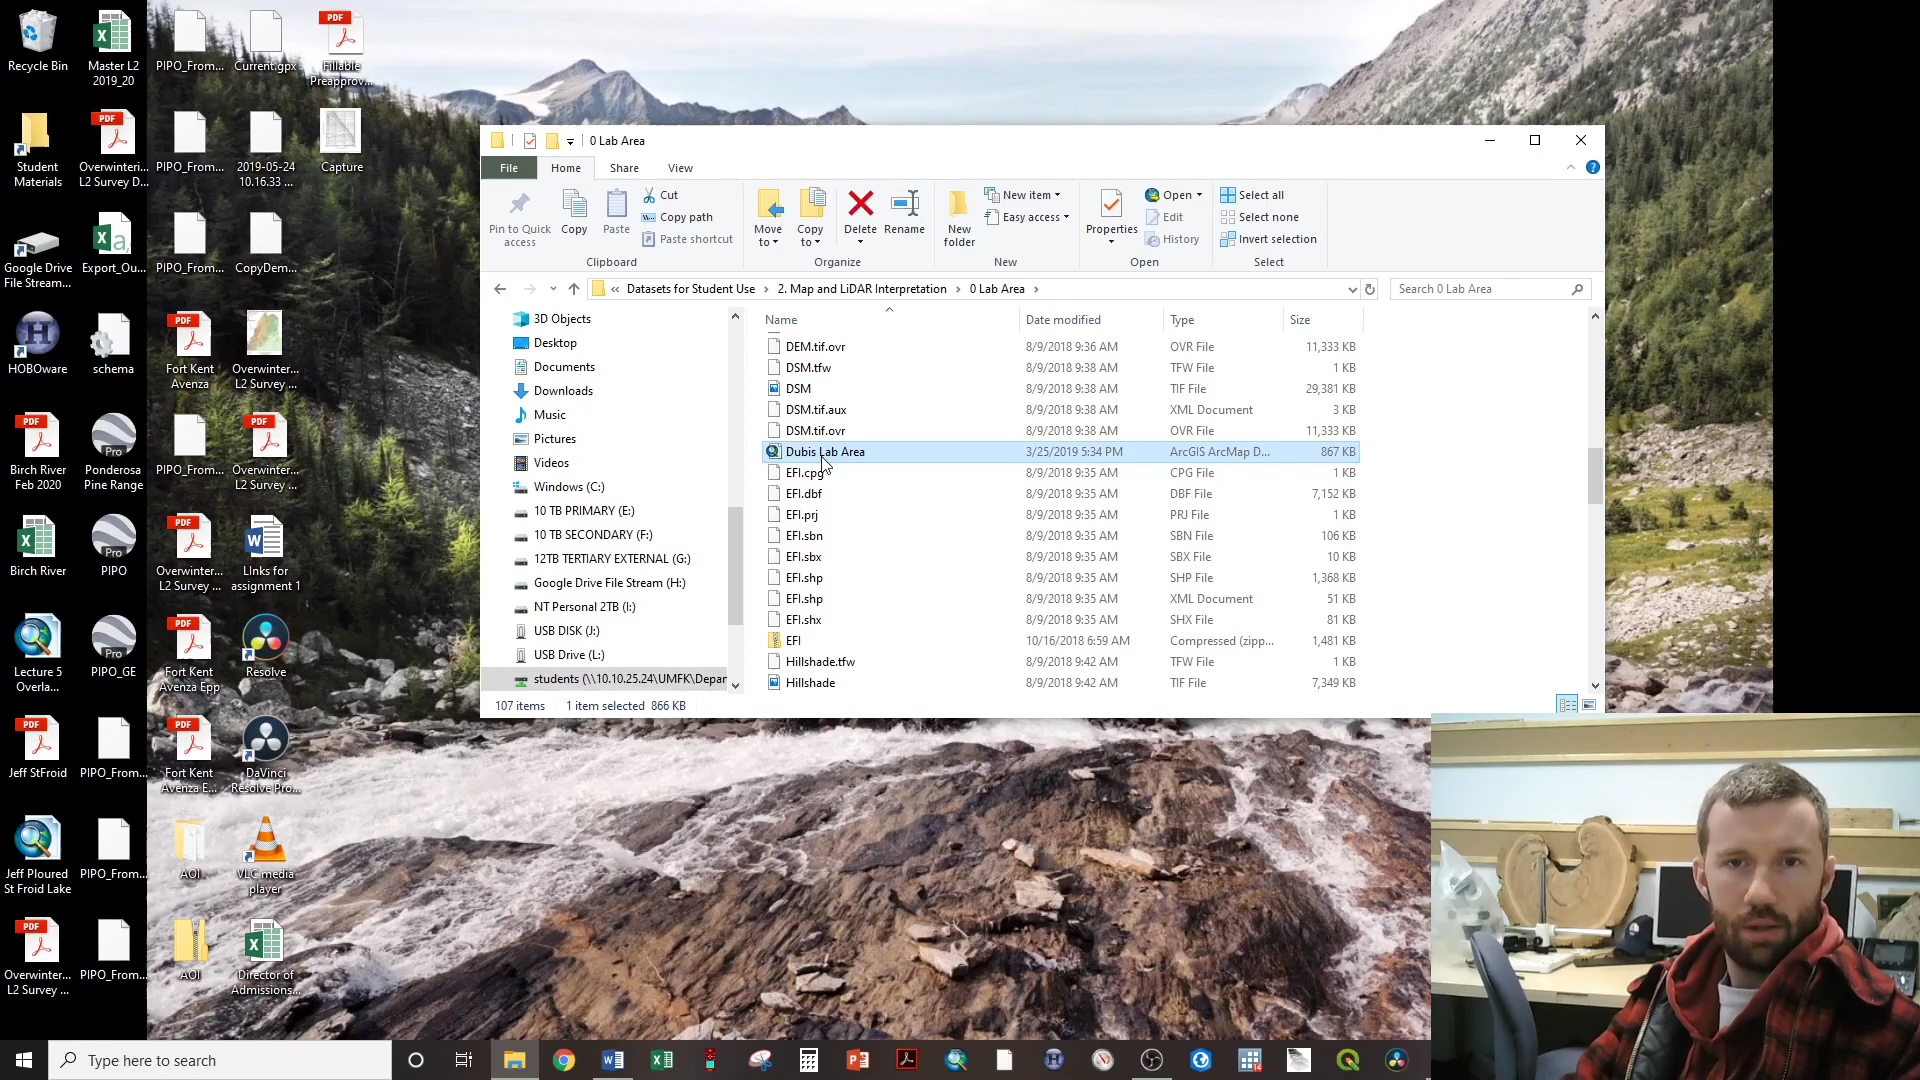 Recycle Bin
Master L2
2019_20
PIPO_From...
Current.gpx
Fillable
Preapprov...
Student
Materials
Overwinteri...
L2 Survey D...
PIPO_From...
2019-05-24
10.16.33 ...
Capture
Google Drive
File Stream...
Export_Ou...
PIPO_From...
CopyDem...
HOBOware
schema
Fort Kent
Avenza
Overwinter...
L2 Survey ...
Birch River
Feb 2020
Ponderosa
Pine Range
PIPO_From...
Overwinter...
L2 Survey ...
Birch River
PIPO
Overwinter...
L2 Survey ...
LInks for
assignment 1
Lecture 5
Overla...
PIPO_GE
Fort Kent
Avenza Epp
Resolve
Jeff StFroid
PIPO_From...
Fort Kent
Avenza E...
DaVinci
Resolve Pro...
Jeff Ploured
St Froid Lake
PIPO_From...
AOI
VLC media
player
Overwinter...
L2 Survey ...
PIPO_From...
AOI
Director of
Admissions...
0 Lab Area
File
Home
Share
View
Pin to Quick
access
Copy
Paste
Cut
Copy path
Paste shortcut
Move
to
Copy
to
Delete
Rename
New
folder
New item
Easy access
Properties
Open
Edit
History
Select all
Select none
Invert selection
Clipboard
Organize
New
Open
Select
« Datasets for Student Use > 2. Map and LiDAR Interpretation > 0 Lab Area >
Search 0 Lab Area
3D Objects
Desktop
Documents
Downloads
Music
Pictures
Videos
Windows (C:)
10 TB PRIMARY (E:)
10 TB SECONDARY (F:)
12TB TERTIARY EXTERNAL (G:)
Google Drive File Stream (H:)
NT Personal 2TB (I:)
USB DISK (J:)
USB Drive (L:)
students (\\10.10.25.24\UMFK\Depar
Name Date modified Type Size
DEM.tif.ovr 8/9/2018 9:36 AM OVR File 11,333 KB
DSM.tfw 8/9/2018 9:38 AM TFW File 1 KB
DSM 8/9/2018 9:38 AM TIF File 29,381 KB
DSM.tif.aux 8/9/2018 9:38 AM XML Document 3 KB
DSM.tif.ovr 8/9/2018 9:38 AM OVR File 11,333 KB
Dubis Lab Area 3/25/2019 5:34 PM ArcGIS ArcMap D... 867 KB
EFI.cpg 8/9/2018 9:35 AM CPG File 1 KB
EFI.dbf 8/9/2018 9:35 AM DBF File 7,152 KB
EFI.prj 8/9/2018 9:35 AM PRJ File 1 KB
EFI.sbn 8/9/2018 9:35 AM SBN File 106 KB
EFI.sbx 8/9/2018 9:35 AM SBX File 10 KB
EFI.shp 8/9/2018 9:35 AM SHP File 1,368 KB
EFI.shp 8/9/2018 9:35 AM XML Document 51 KB
EFI.shx 8/9/2018 9:35 AM SHX File 81 KB
EFI 10/16/2018 6:59 AM Compressed (zipp... 1,481 KB
Hillshade.tfw 8/9/2018 9:42 AM TFW File 1 KB
Hillshade 8/9/2018 9:42 AM TIF File 7,349 KB
107 items 1 item selected 866 KB
Type here to search